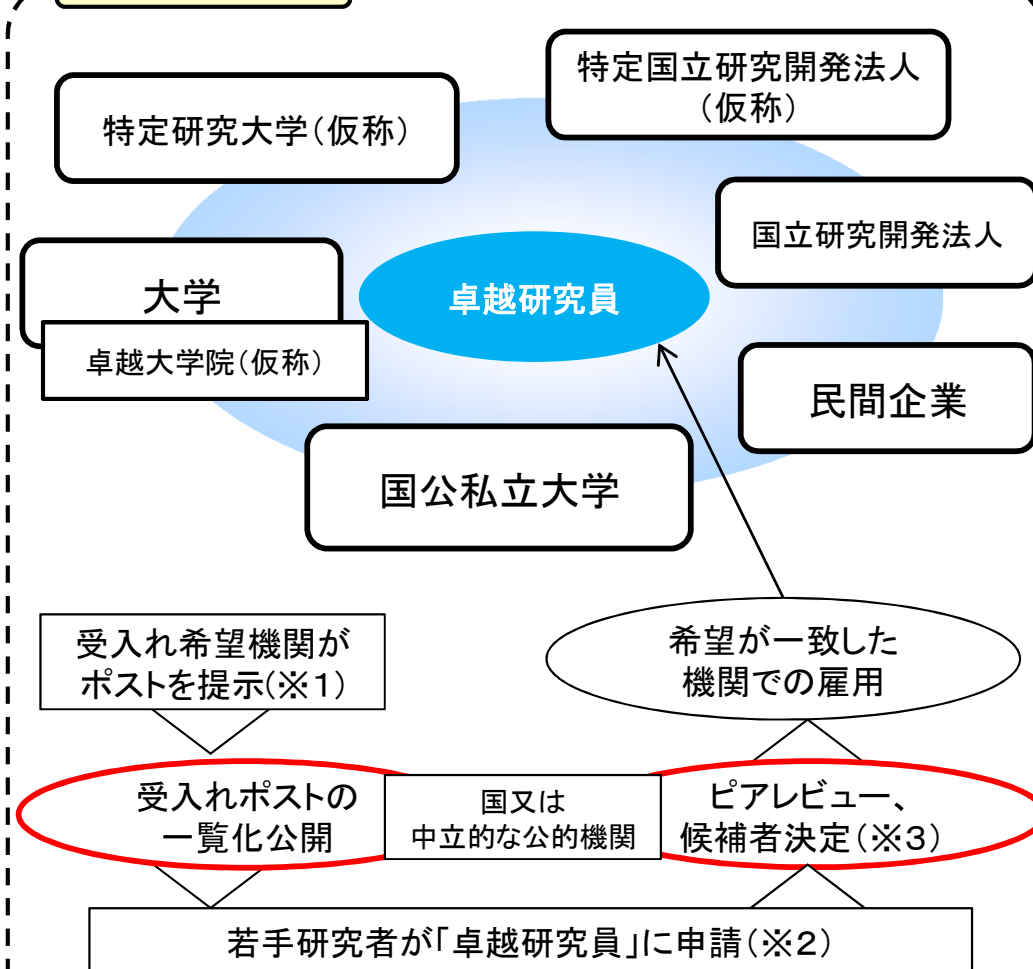 特定国立研究開発法人
(仮称)
特定研究大学(仮称)
国立研究開発法人
大学
卓越研究員
卓越大学院(仮称)
民間企業
国公私立大学
受入れ希望機関が
ポストを提示(※1)
希望が一致した
機関での雇用
受入れポストの
一覧化公開
国又は
中立的な公的機関
ピアレビュー、
候補者決定(※3)
若手研究者が「卓越研究員」に申請(※2)